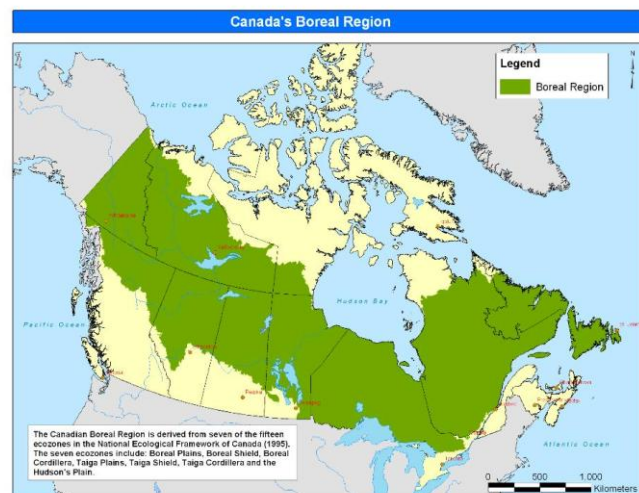 Canada's Boreal Region
Legend
Boreal Region
N
Arctic Ocean
Hudson Bay
Pacific Ocean
Atlantic Ocean
The Canadian Boreal Region is derived from seven of the fifteen
ecozones in the National Ecological Framework of Canada (1995).
The seven ecozones include: Boreal Plains, Boreal Shield, Boreal
Cordillera, Taiga Plains, Taiga Shield, Taiga Cordillera and the
Hudson's Plain.
0 500 1,000
Kilometers